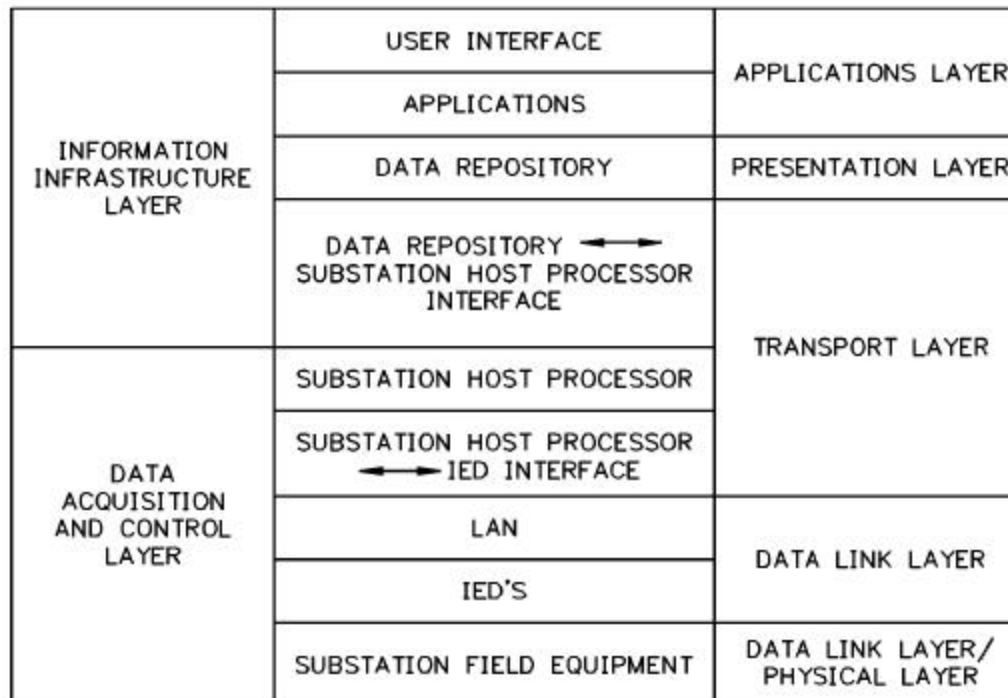 USER INTERFACE
APPLICATIONS LAYER
APPLICATIONS
INFORMATION
INFRASTRUCTURE
LAYER
DATA REPOSITORY
PRESENTATION LAYER
DATA REPOSITORY
SUBSTATION HOST PROCESSOR
INTERFACE
TRANSPORT LAYER
SUBSTATION HOST PROCESSOR
SUBSTATION HOST PROCESSOR
IED INTERFACE
DATA
ACQUISITION
AND CONTROL
LAYER
LAN
DATA LINK LAYER
IED'S
SUBSTATION FIELD EQUIPMENT
DATA LINK LAYER/
PHYSICAL LAYER